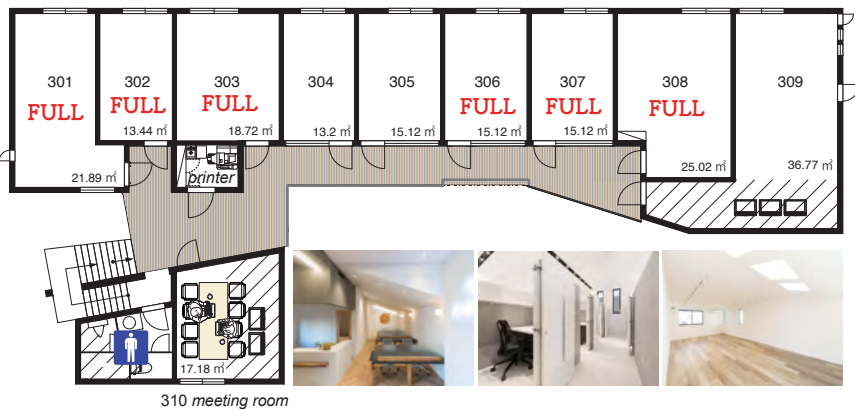 301
FULL
21.89 ㎡
302
FULL
13.44 ㎡
303
FULL
18.72 ㎡
304
13.2 ㎡
305
15.12 ㎡
306
FULL
15.12 ㎡
307
FULL
15.12 ㎡
308
FULL
25.02 ㎡
309
36.77 ㎡
printer
17.18 ㎡
310 meeting room